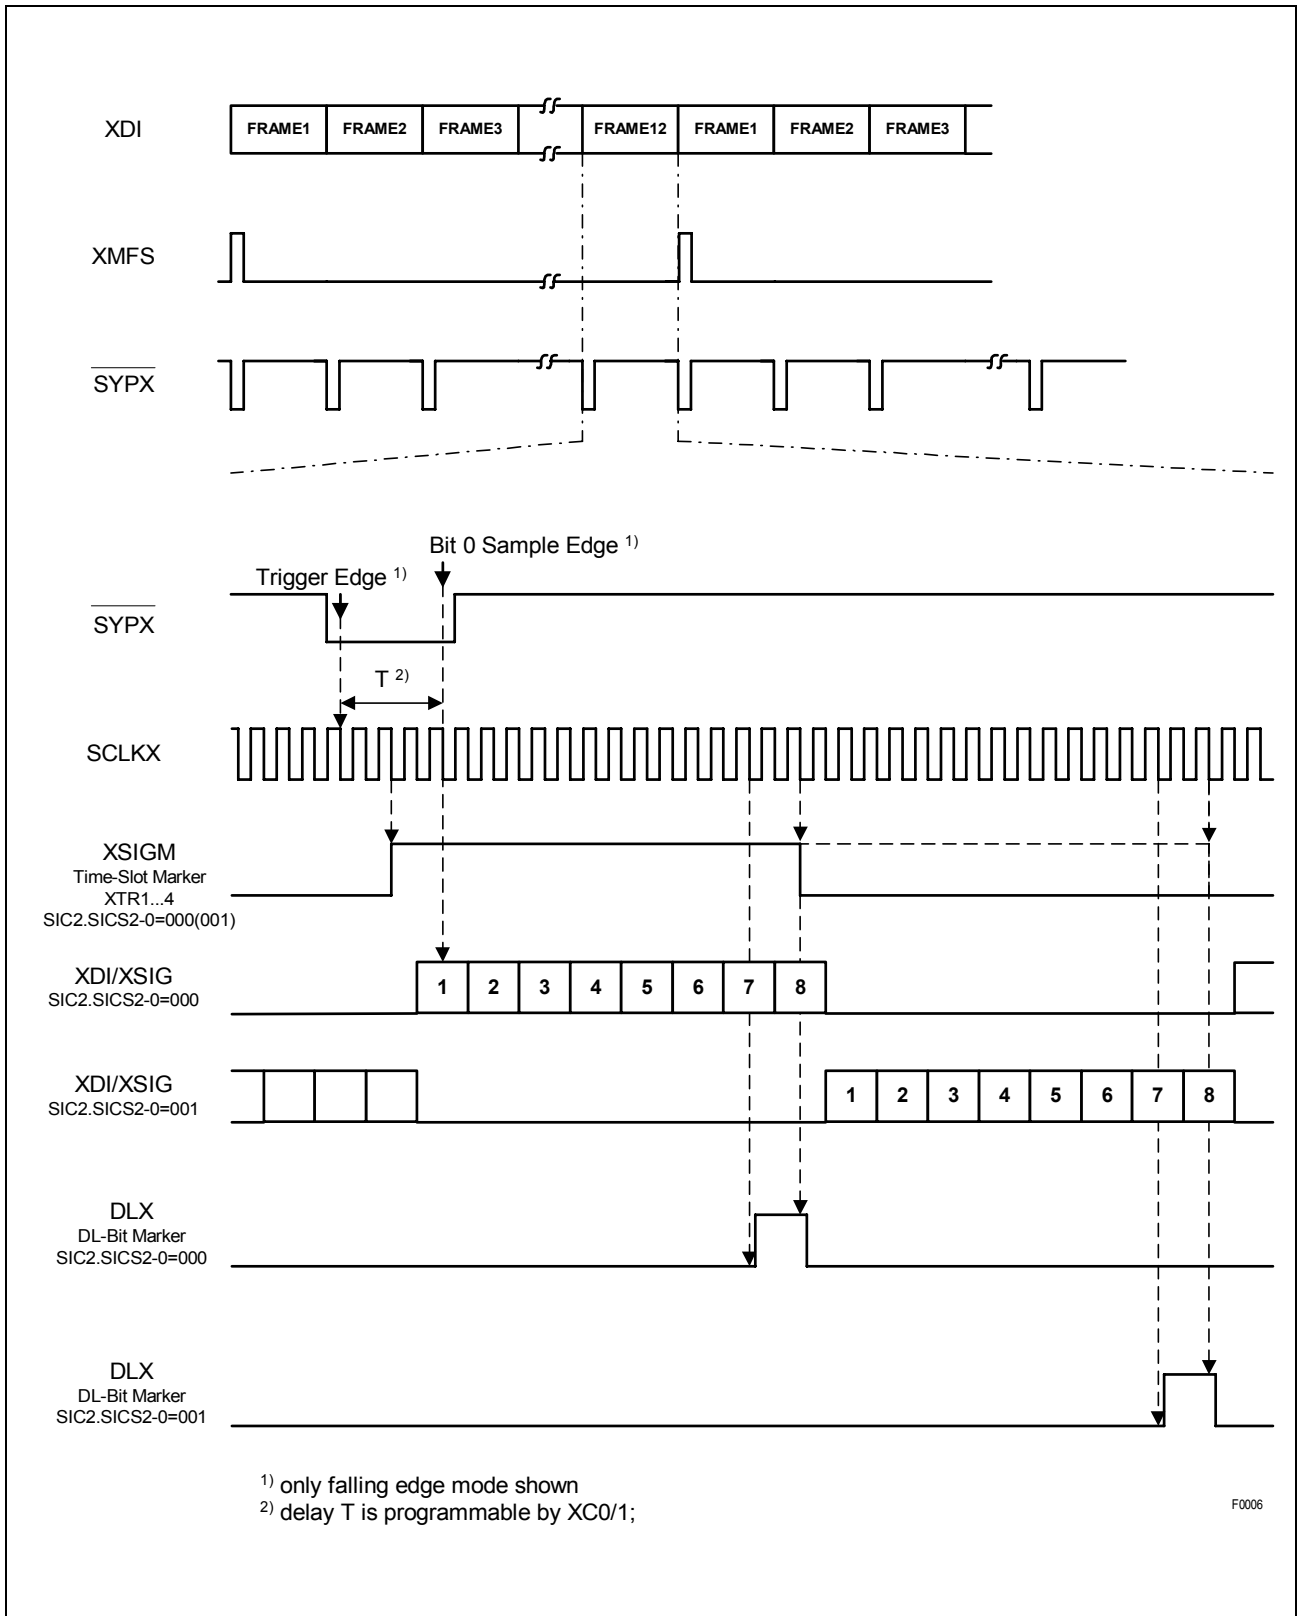 XDI
FRAME1 FRAME2 FRAME3 FRAME12 FRAME1 FRAME2 FRAME3
XMFS
SYPX
Bit 0 Sample Edge 1)
Trigger Edge 1)
SYPX
T 2)
SCLKX
XSIGM
Time-Slot Marker
XTR1...4
SIC2.SICS2-0=000(001)
XDI/XSIG
SIC2.SICS2-0=000
1 2 3 4 5 6 7 8
XDI/XSIG
SIC2.SICS2-0=001
1 2 3 4 5 6 7 8
DLX
DL-Bit Marker
SIC2.SICS2-0=000
DLX
DL-Bit Marker
SIC2.SICS2-0=001
1) only falling edge mode shown
2) delay T is programmable by XC0/1;
F0006